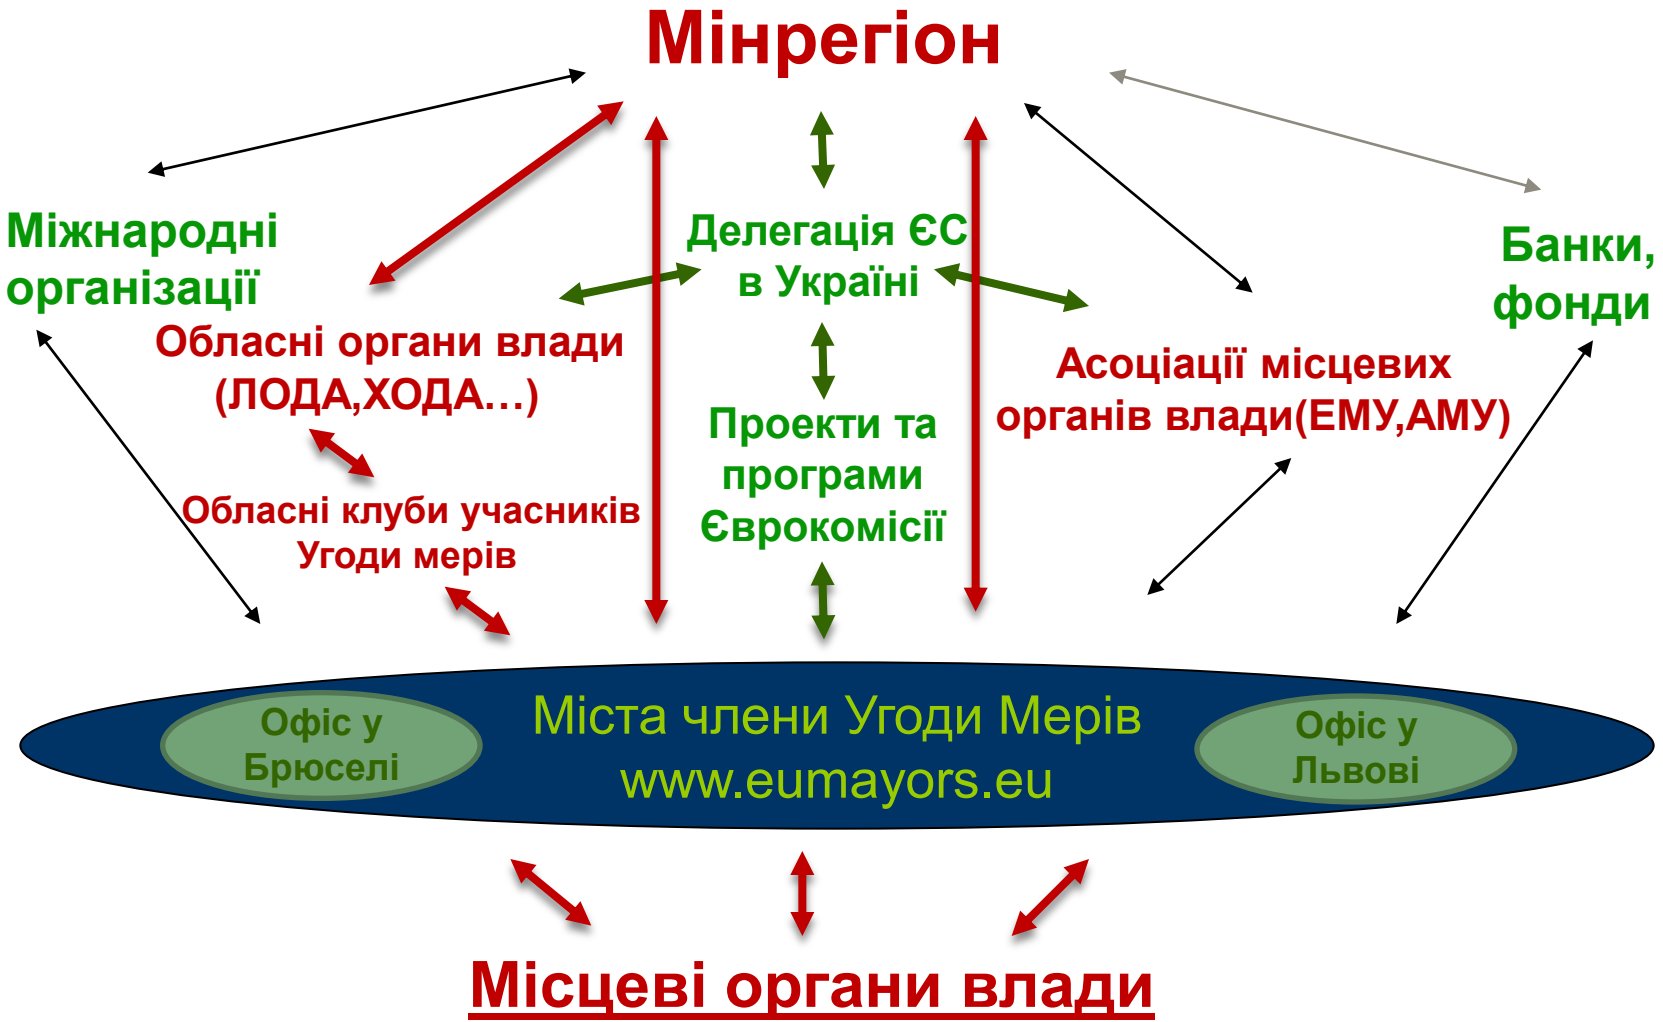 Мінрегіон
Міжнародні
організації
Делегація ЄС
в Україні
Банки,
фонди
Обласні органи влади
(ЛОДА,ХОДА...)
Асоціації місцевих
органів влади(ЕМУ,АМУ)
Проекти та
програми
Єврокомісії
Обласні клуби учасників
Угоди мерів
Офіс у
Брюселі
Міста члени Угоди Мерів
www.eumayors.eu
Офіс у
Львові
Місцеві органи влади